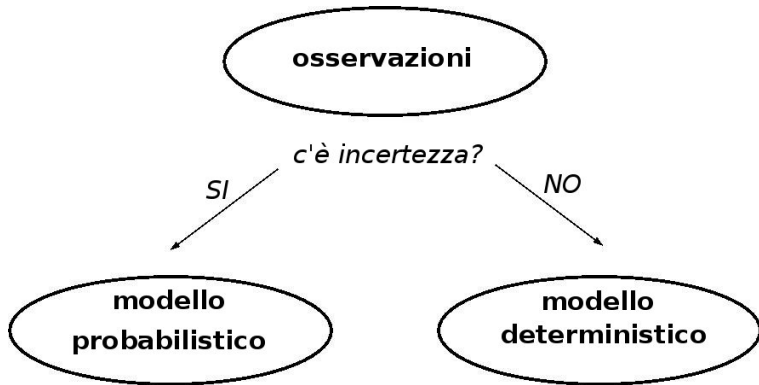 osservazioni
c'è incertezza?
SI
NO
modello
probabilistico
modello
deterministico